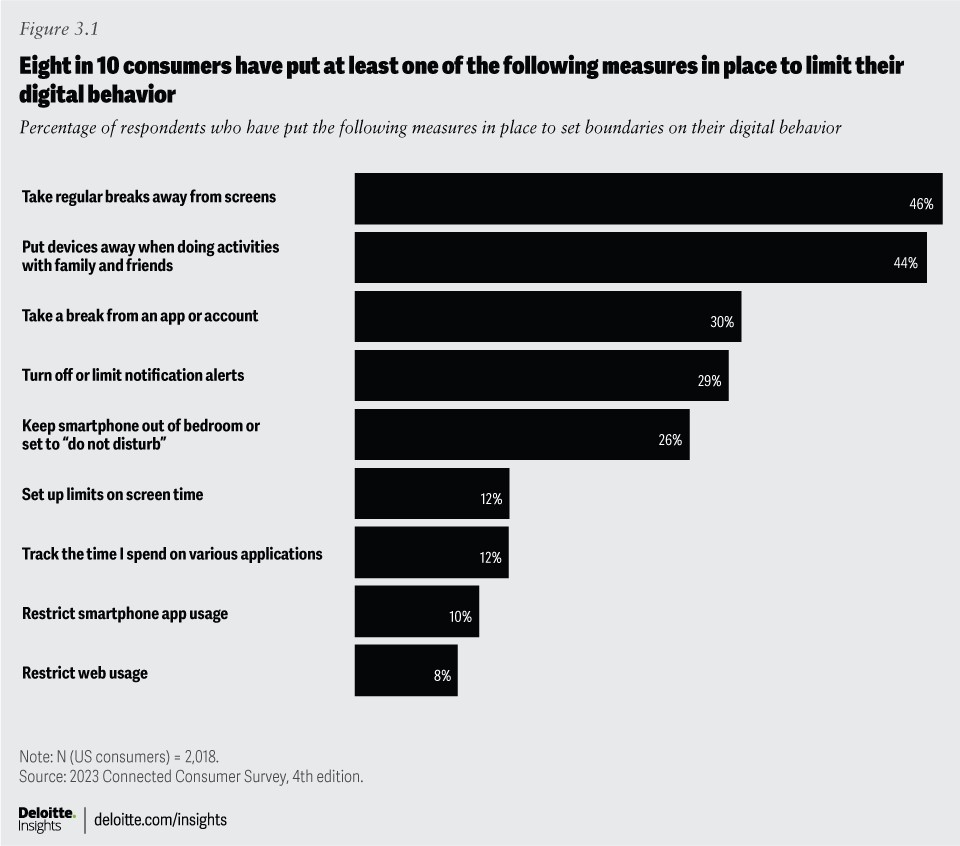 Figure 3.1
Eight in 10 consumers have put at least one of the following measures in place to limit their
digital behavior
Percentage of respondents who have put the following measures in place to set boundaries on their digital behavior
Take regular breaks away from screens
46%
Put devices away when doing activities
with family and friends
44%
Take a break from an app or account
30%
Turn off or limit notification alerts
29%
Keep smartphone out of bedroom or
set to “do not disturb”
26%
Set up limits on screen time
12%
Track the time I spend on various applications
12%
Restrict smartphone app usage
10%
Restrict web usage
8%
Note: N (US consumers) = 2,018.
Source: 2023 Connected Consumer Survey, 4th edition.
Deloitte.
Insights
deloitte.com/insights